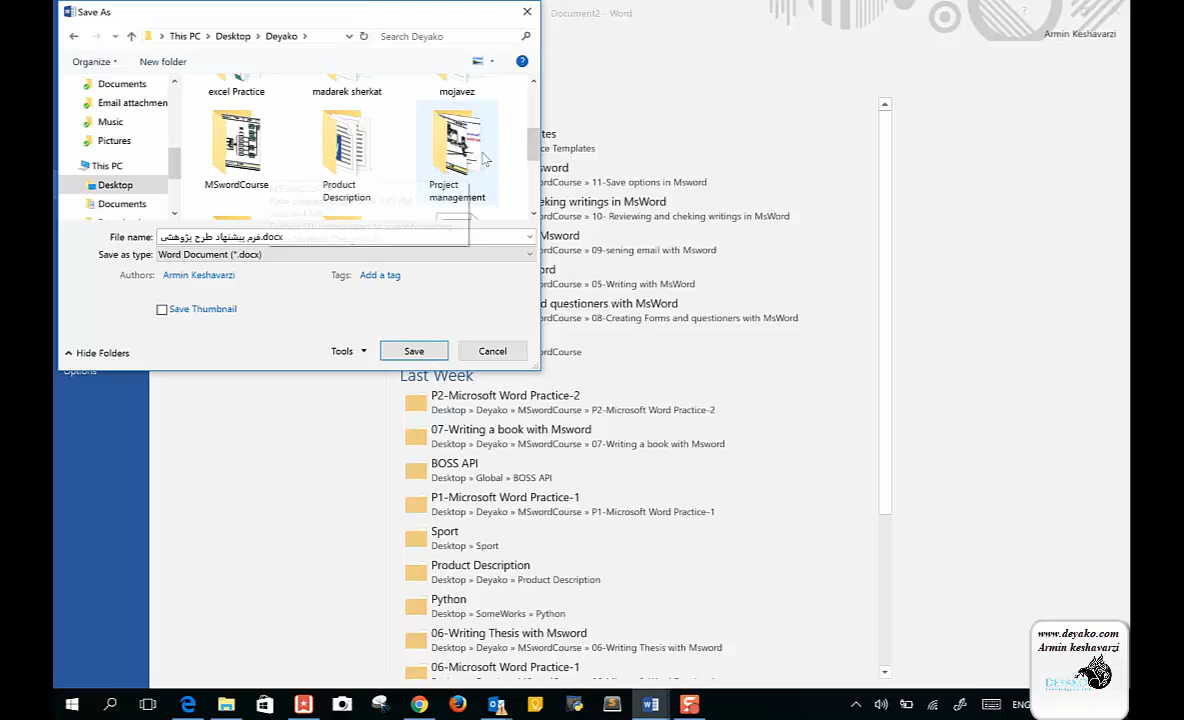 Save As
Document2 - Word
Armin Keshavarzi
This PC > Desktop > Deyako >
Search Deyako
Organize
New folder
Documents
Email attachmen
Music
Pictures
This PC
Desktop
Documents
excel Practice
madarek sherkat
mojavez
MSwordCourse
Product
Description
Project
management
File name: فرم پیشنهاد طرح پژوهشی.docx
Save as type: Word Document (*.docx)
Authors: Armin Keshavarzi
Tags: Add a tag
Save Thumbnail
Hide Folders
Tools
Save
Cancel
Options
tes
ce Templates
sword
ordCourse » 11-Save options in Msword
eking writings in MsWord
ordCourse » 10- Reviewing and cheking writings in MsWord
Msword
ordCourse » 09-sening email with MsWord
ord
ordCourse » 05-Writing with MsWord
d questioners with MsWord
ordCourse » 08-Creating Forms and questioners with MsWord
ordCourse
Last Week
P2-Microsoft Word Practice-2
Desktop » Deyako » MSwordCourse » P2-Microsoft Word Practice-2
07-Writing a book with Msword
Desktop » Deyako » MSwordCourse » 07-Writing a book with Msword
BOSS API
Desktop » Global » BOSS API
P1-Microsoft Word Practice-1
Desktop » Deyako » MSwordCourse » P1-Microsoft Word Practice-1
Sport
Desktop » Sport
Product Description
Desktop » Deyako » Product Description
Python
Desktop » SomeWorks » Python
06-Writing Thesis with Msword
Desktop » Deyako » MSwordCourse » 06-Writing Thesis with Msword
06-Microsoft Word Practice-1
www.deyako.com
Armin keshavarzi
DEYAKO
ENG